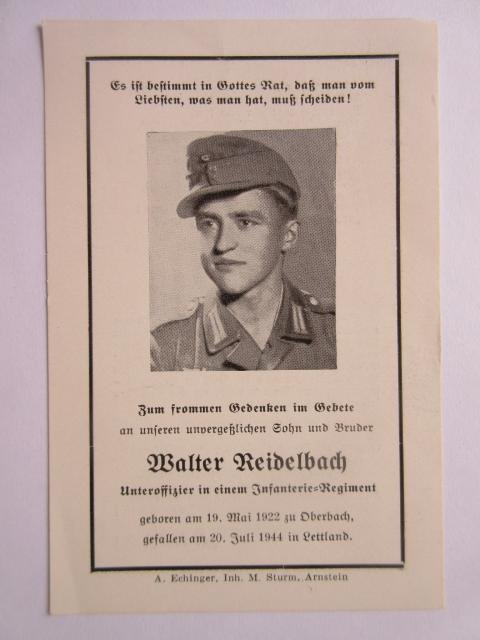 Es ist bestimmt in Gottes Rat, daß man vom
Liebsten, was man hat, muß scheiden!
Zum frommen Gedenken im Gebete
an unseren unvergeßlichen Sohn und Bruder
Walter Reidelbach
Unteroffizier in einem Infanterie=Regiment
geboren am 19. Mai 1922 zu Oberbach,
gefallen am 20. Juli 1944 in Lettland.
A. Echinger, Inh. M. Sturm, Arnstein